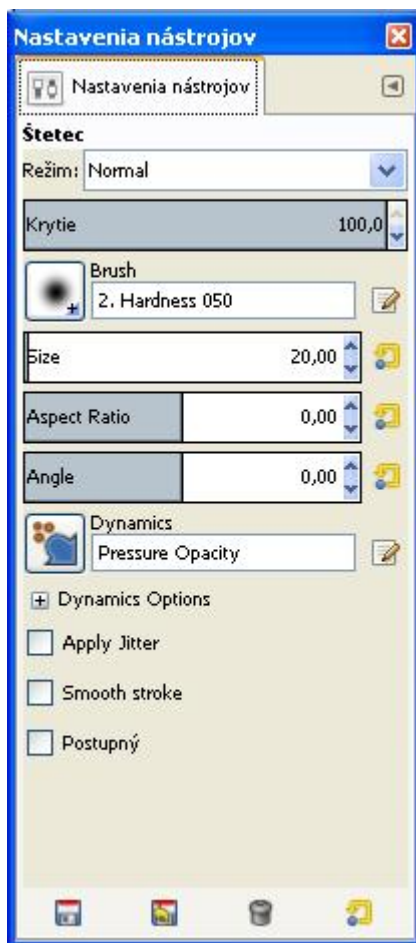 Nastavenia nástrojov
Nastavenia nástrojov
Štetec
Režim: Normal
Krytie 100,0
Brush
2. Hardness 050
Size 20,00
Aspect Ratio 0,00
Angle 0,00
Dynamics
Pressure Opacity
Dynamics Options
Apply Jitter
Smooth stroke
Postupný